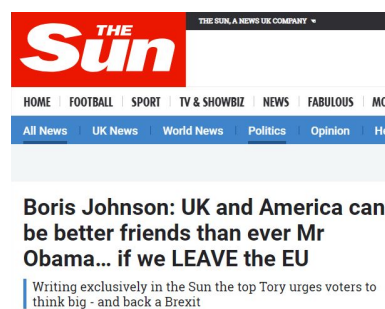 THE
Sun
THE SUN, A NEWS UK COMPANY
HOME FOOTBALL SPORT TV & SHOWBIZ NEWS FABULOUS
All News UK News World News Politics Opinion
Boris Johnson: UK and America can
be better friends than ever Mr
Obama… if we LEAVE the EU
Writing exclusively in the Sun the top Tory urges voters to
think big - and back a Brexit